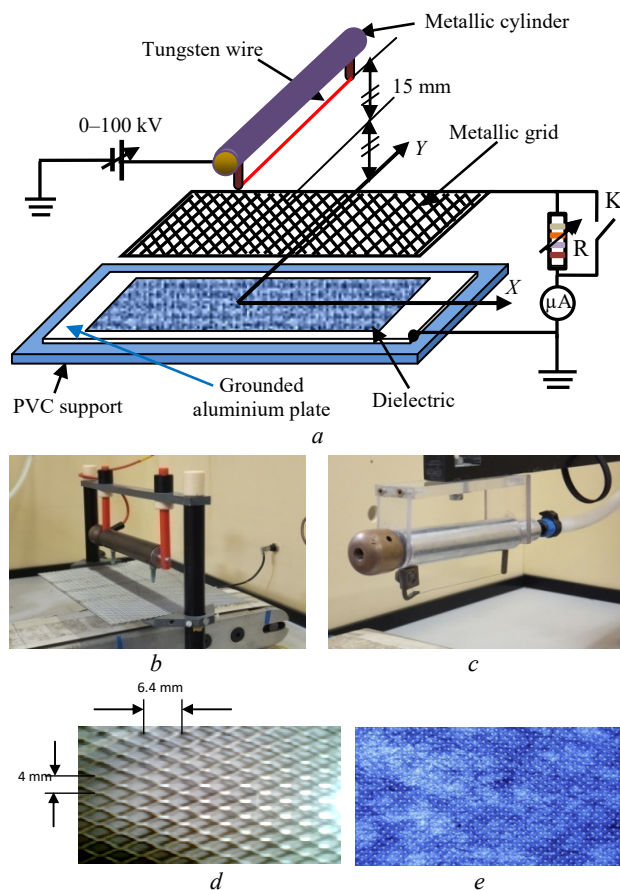 Metallic cylinder
Tungsten wire
15 mm
0–100 kV
Metallic grid
Y
K
R
X
µA
Grounded
aluminium plate
Dielectric
PVC support
a
b
c
6.4 mm
4 mm
d
e